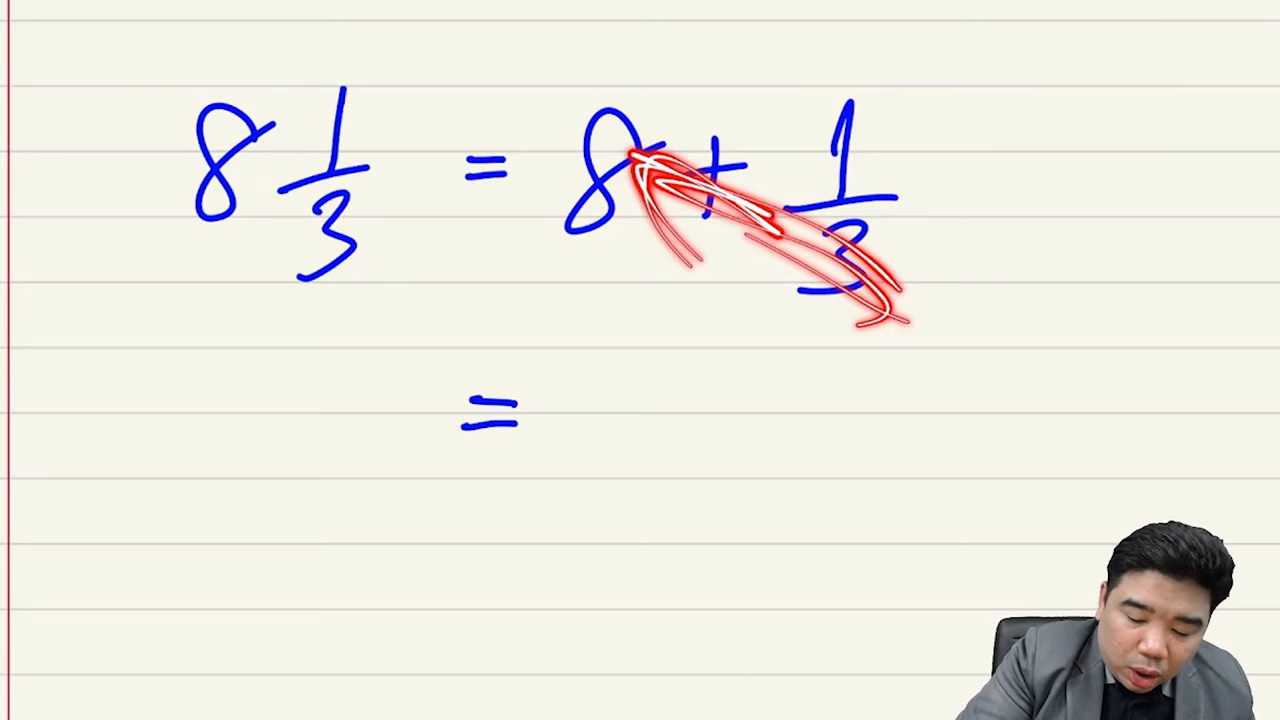 8 1/3 = 8 + 1/3
=